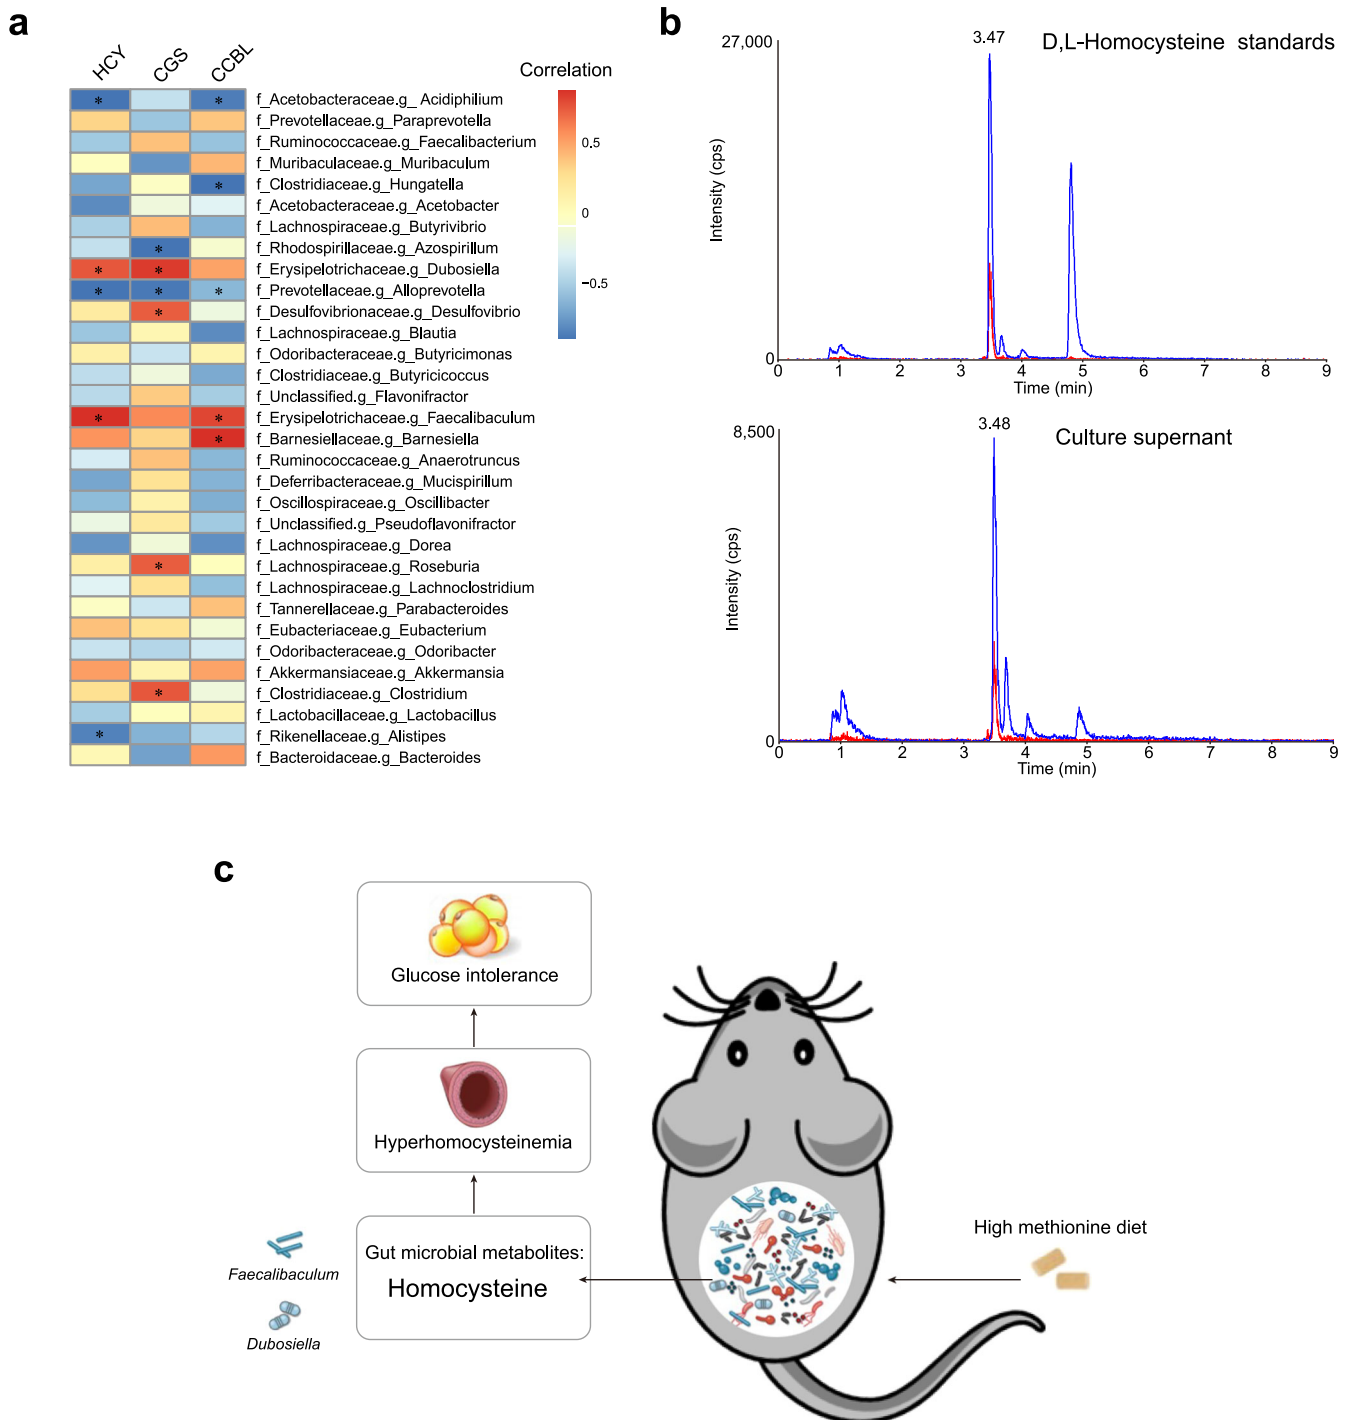 a
HCY
CGS
CCBL
Correlation
0.5
0
−0.5
f_Acetobacteraceae.g_ Acidiphilium
f_Prevotellaceae.g_Paraprevotella
f_Ruminococcaceae.g_Faecalibacterium
f_Muribaculaceae.g_Muribaculum
f_Clostridiaceae.g_Hungatella
f_Acetobacteraceae.g_Acetobacter
f_Lachnospiraceae.g_Butyrivibrio
f_Rhodospirillaceae.g_Azospirillum
f_Erysipelotrichaceae.g_Dubosiella
f_Prevotellaceae.g_Alloprevotella
f_Desulfovibrionaceae.g_Desulfovibrio
f_Lachnospiraceae.g_Blautia
f_Odoribacteraceae.g_Butyricimonas
f_Clostridiaceae.g_Butyricicoccus
f_Unclassified.g_Flavonifractor
f_Erysipelotrichaceae.g_Faecalibaculum
f_Barnesiellaceae.g_Barnesiella
f_Ruminococcaceae.g_Anaerotruncus
f_Deferribacteraceae.g_Mucispirillum
f_Oscillospiraceae.g_Oscillibacter
f_Unclassified.g_Pseudoflavonifractor
f_Lachnospiraceae.g_Dorea
f_Lachnospiraceae.g_Roseburia
f_Lachnospiraceae.g_Lachnoclostridium
f_Tannerellaceae.g_Parabacteroides
f_Eubacteriaceae.g_Eubacterium
f_Odoribacteraceae.g_Odoribacter
f_Akkermansiaceae.g_Akkermansia
f_Clostridiaceae.g_Clostridium
f_Lactobacillaceae.g_Lactobacillus
f_Rikenellaceae.g_Alistipes
f_Bacteroidaceae.g_Bacteroides
b
D,L-Homocysteine standards
27,000
3.47
Intensity (cps)
0
0 1 2 3 4 5 6 7 8 9
Time (min)
Culture supernant
8,500
3.48
Intensity (cps)
0
0 1 2 3 4 5 6 7 8 9
Time (min)
c
Glucose intolerance
Hyperhomocysteinemia
Gut microbial metabolites:
Homocysteine
Faecalibaculum
Dubosiella
High methionine diet